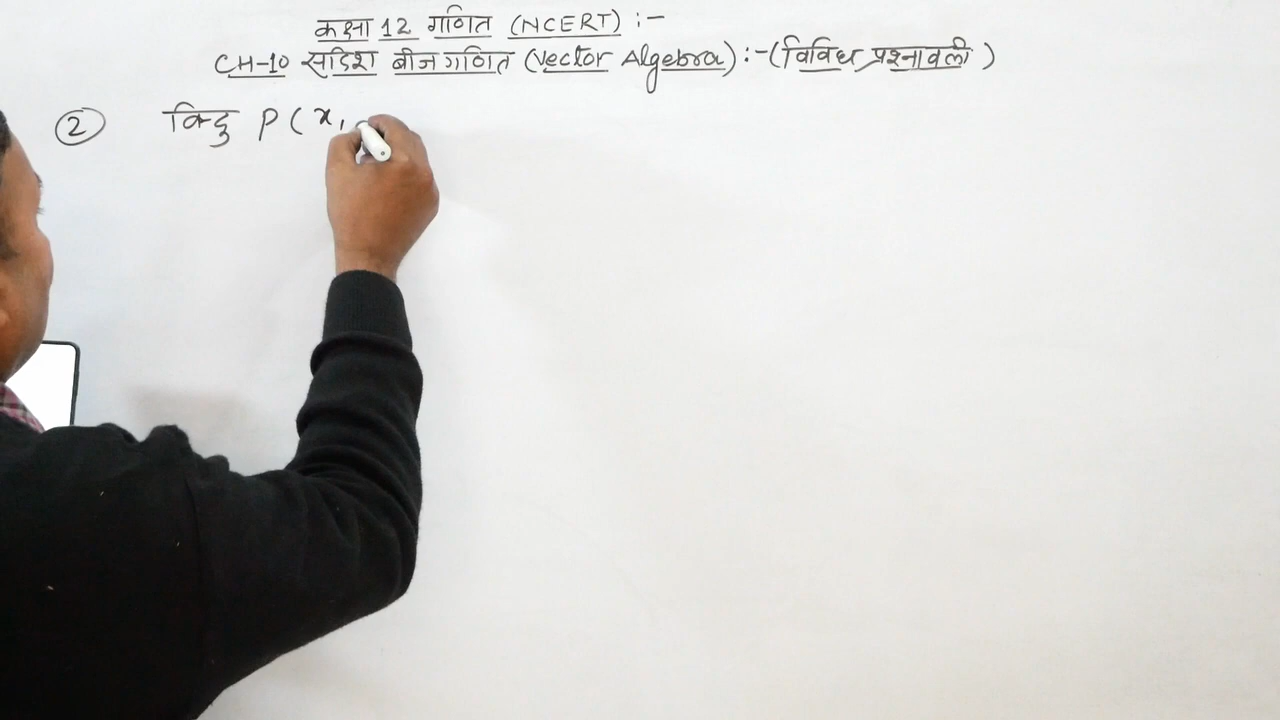 कक्षा 12 गणित (NCERT) :-
CH-10 सदिश बीजगणित (Vector Algebra) :- (विविध प्रश्नावली)
② बिन्दु P(x,